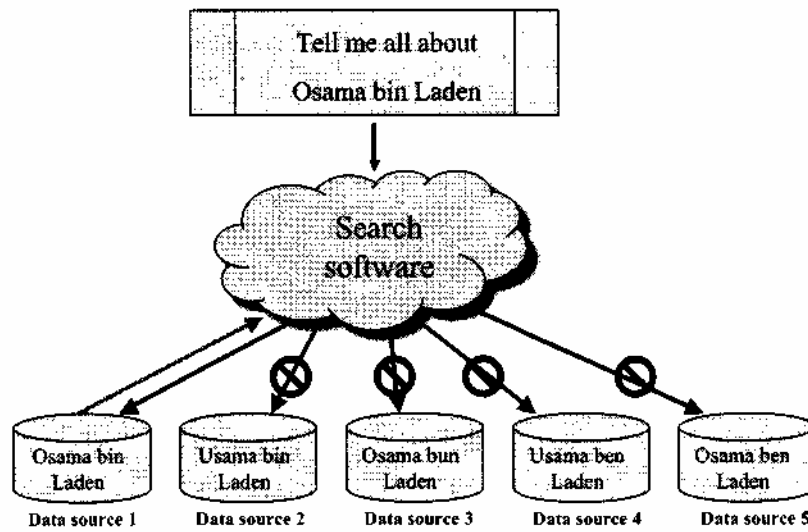 Tell me all about
Osama bin Laden
Search
software
Osama bin
Laden
Usama bin
Laden
Osama bun
Laden
Usama ben
Laden
Osama ben
Laden
Data source 1
Data source 2
Data source 3
Data source 4
Data source 5